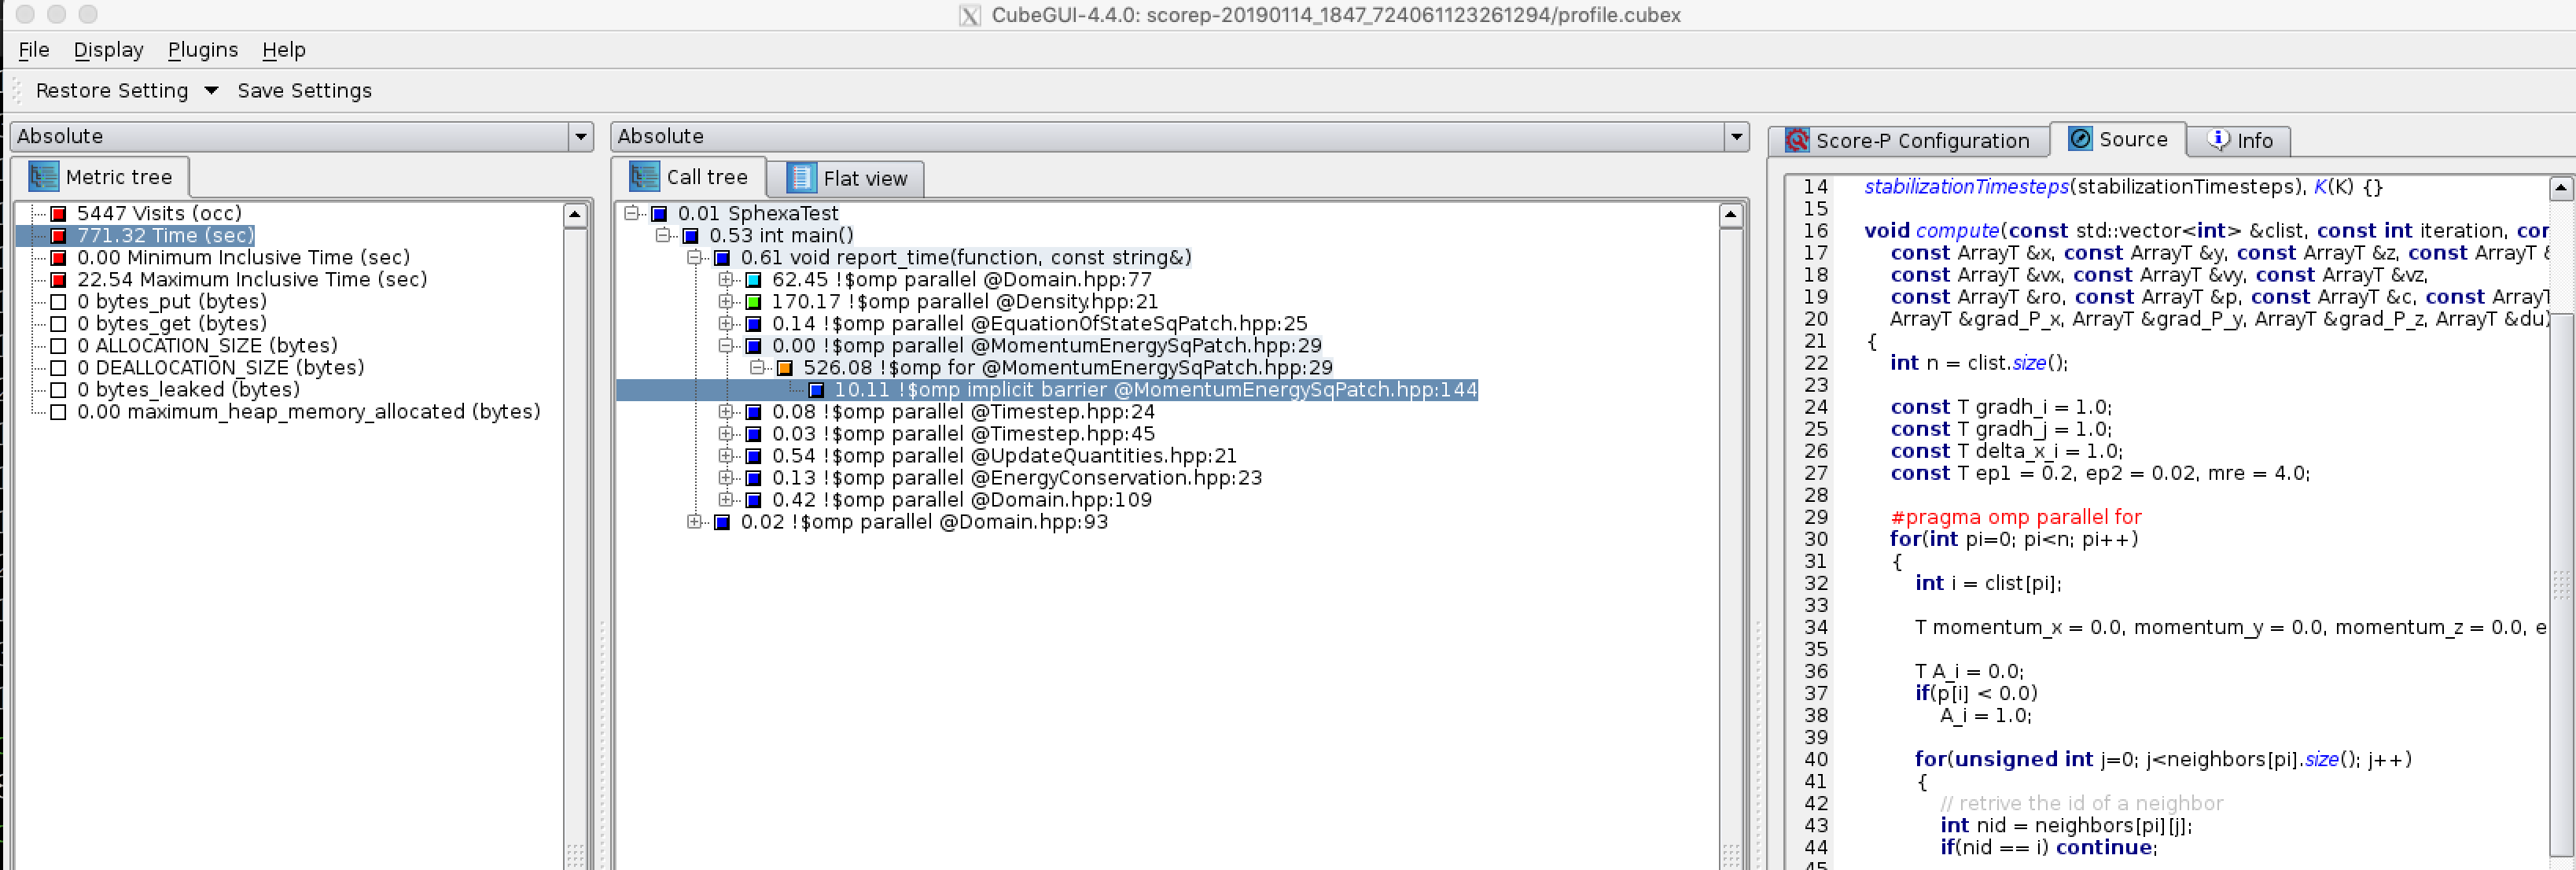 CubeGUI-4.4.0: scorep-20190114_1847_724061123261294/profile.cubex
File Display Plugins Help
Restore Setting Save Settings
Absolute
Metric tree
5447 Visits (occ)
771.32 Time (sec)
0.00 Minimum Inclusive Time (sec)
22.54 Maximum Inclusive Time (sec)
0 bytes_put (bytes)
0 bytes_get (bytes)
0 ALLOCATION_SIZE (bytes)
0 DEALLOCATION_SIZE (bytes)
0 bytes_leaked (bytes)
0.00 maximum_heap_memory_allocated (bytes)
Absolute
Call tree Flat view
0.01 SphexaTest
0.53 int main()
0.61 void report_time(function, const string&)
62.45 !$omp parallel @Domain.hpp:77
170.17 !$omp parallel @Density.hpp:21
0.14 !$omp parallel @EquationOfStateSqPatch.hpp:25
0.00 !$omp parallel @MomentumEnergySqPatch.hpp:29
526.08 !$omp for @MomentumEnergySqPatch.hpp:29
10.11 !$omp implicit barrier @MomentumEnergySqPatch.hpp:144
0.08 !$omp parallel @Timestep.hpp:24
0.03 !$omp parallel @Timestep.hpp:45
0.54 !$omp parallel @UpdateQuantities.hpp:21
0.13 !$omp parallel @EnergyConservation.hpp:23
0.42 !$omp parallel @Domain.hpp:109
0.02 !$omp parallel @Domain.hpp:93
Score-P Configuration Source Info
14 stabilizationTimesteps(stabilizationTimesteps), K(K) {}
15
16 void compute(const std::vector<int> &clist, const int iteration, cor
17 const ArrayT &x, const ArrayT &y, const ArrayT &z, const ArrayT &
18 const ArrayT &vx, const ArrayT &vy, const ArrayT &vz,
19 const ArrayT &ro, const ArrayT &p, const ArrayT &c, const ArrayT
20 ArrayT &grad_P_x, ArrayT &grad_P_y, ArrayT &grad_P_z, ArrayT &du)
21 {
22 int n = clist.size();
23
24 const T gradh_i = 1.0;
25 const T gradh_j = 1.0;
26 const T delta_x_i = 1.0;
27 const T ep1 = 0.2, ep2 = 0.02, mre = 4.0;
28
29 #pragma omp parallel for
30 for(int pi=0; pi<n; pi++)
31 {
32 int i = clist[pi];
33
34 T momentum_x = 0.0, momentum_y = 0.0, momentum_z = 0.0, e
35
36 T A_i = 0.0;
37 if(p[i] < 0.0)
38 A_i = 1.0;
39
40 for(unsigned int j=0; j<neighbors[pi].size(); j++)
41 {
42 // retrive the id of a neighbor
43 int nid = neighbors[pi][j];
44 if(nid == i) continue;